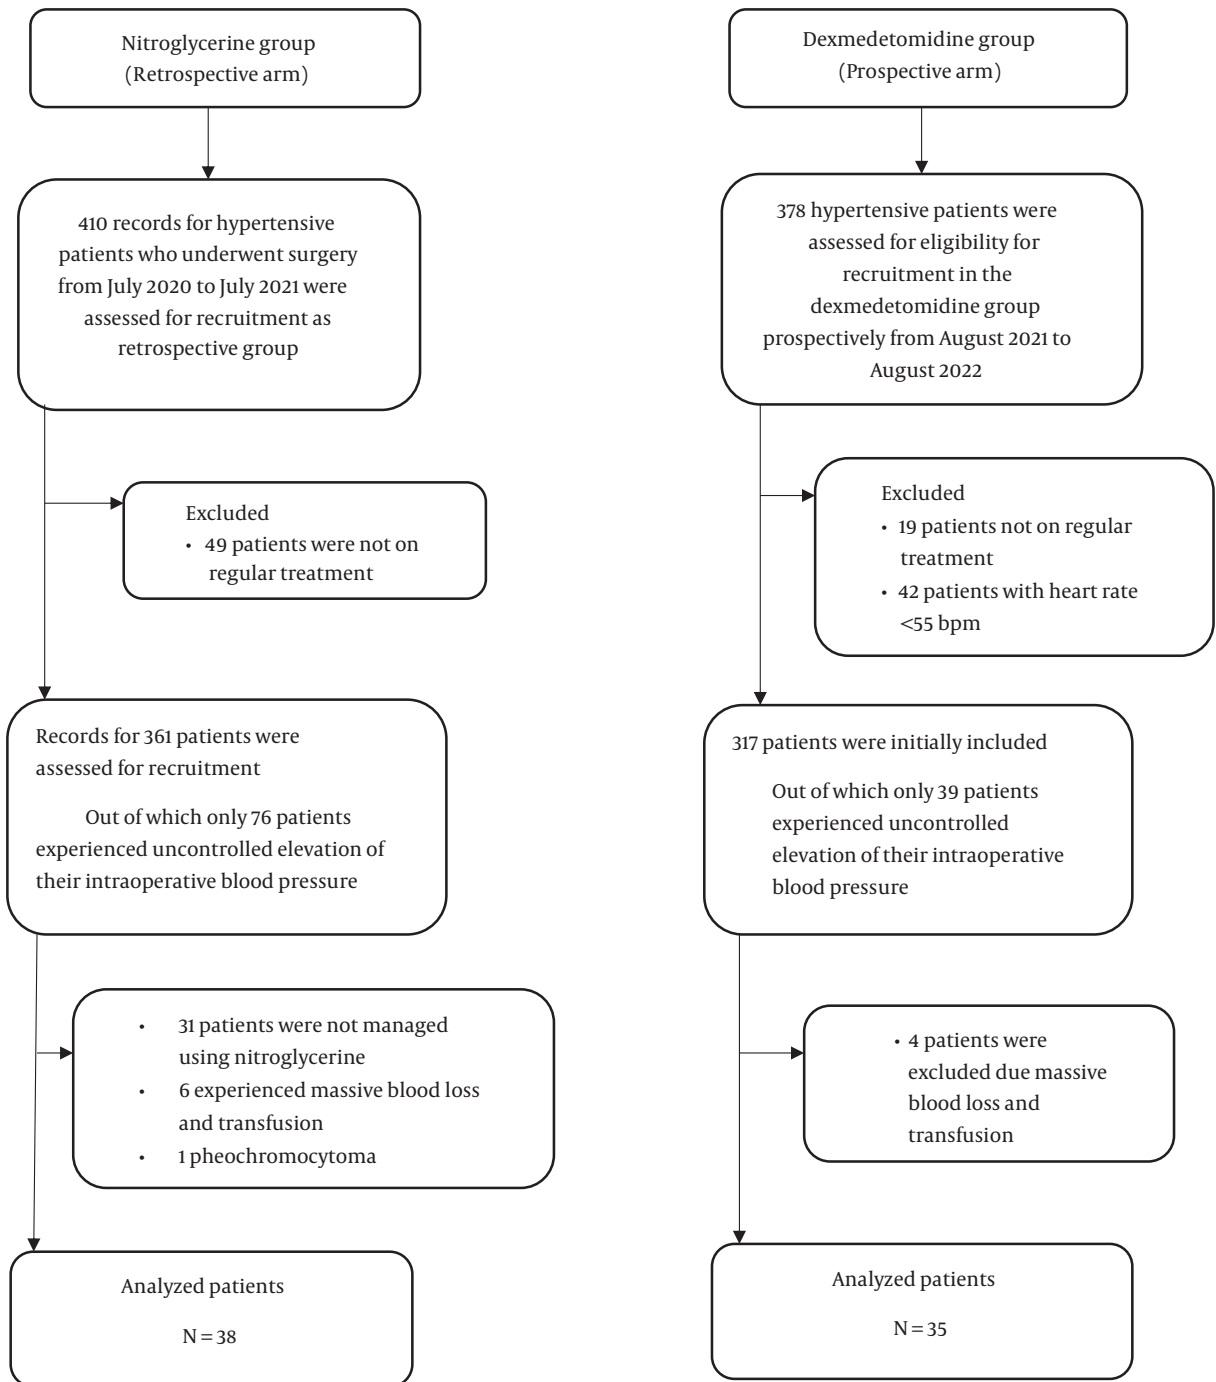 Nitroglycerine group
(Retrospective arm)
410 records for hypertensive
patients who underwent surgery
from July 2020 to July 2021 were
assessed for recruitment as
retrospective group
Excluded
• 49 patients were not on
regular treatment
Records for 361 patients were
assessed for recruitment
Out of which only 76 patients
experienced uncontrolled elevation of
their intraoperative blood pressure
• 31 patients were not managed
using nitroglycerine
• 6 experienced massive blood loss
and transfusion
• 1 pheochromocytoma
Analyzed patients
N = 38
Dexmedetomidine group
(Prospective arm)
378 hypertensive patients were
assessed for eligibility for
recruitment in the
dexmedetomidine group
prospectively from August 2021 to
August 2022
Excluded
• 19 patients not on regular
treatment
• 42 patients with heart rate
<55 bpm
317 patients were initially included
Out of which only 39 patients
experienced uncontrolled
elevation of their intraoperative
blood pressure
• 4 patients were
excluded due massive
blood loss and
transfusion
Analyzed patients
N = 35